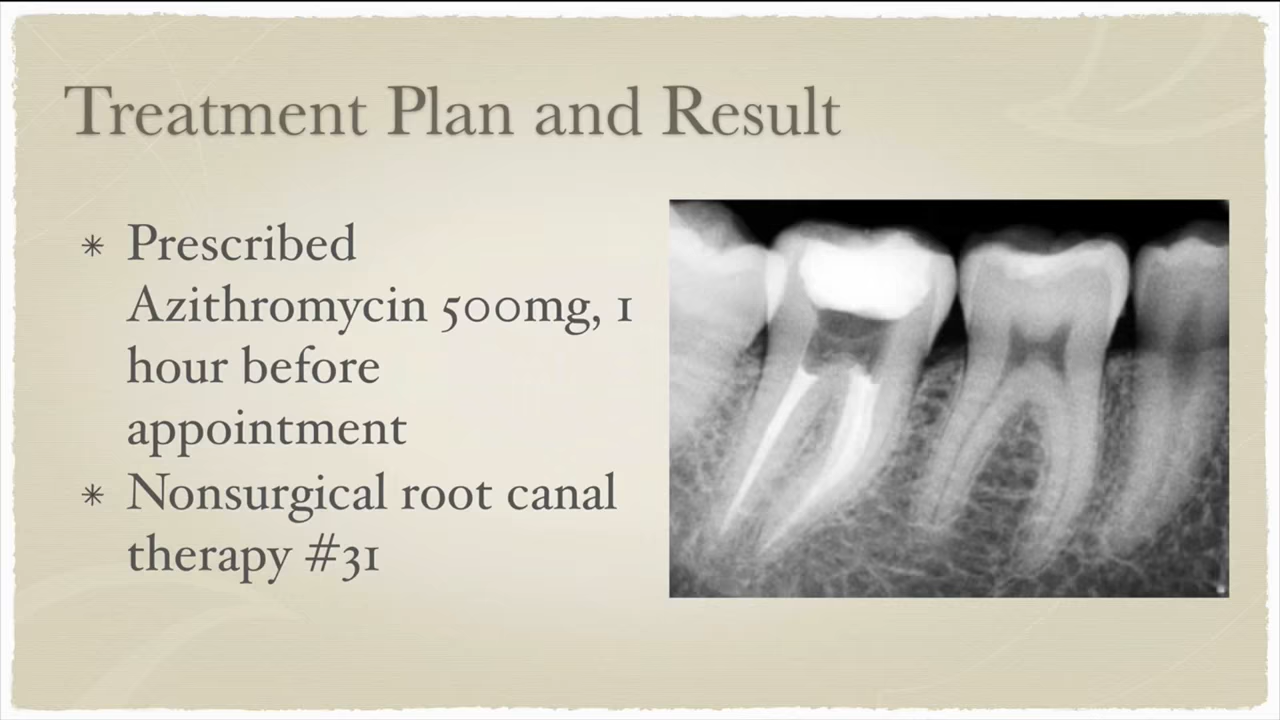 Treatment Plan and Result
* Prescribed
Azithromycin 500mg, 1
hour before
appointment
* Nonsurgical root canal
therapy #31